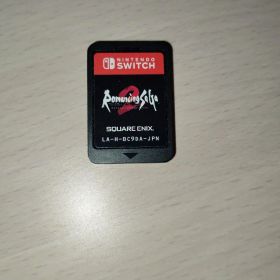 NINTENDO
SWITCH
Romancing SaGa
2
SQUARE ENIX.
LA-H-BC9DA-JPN